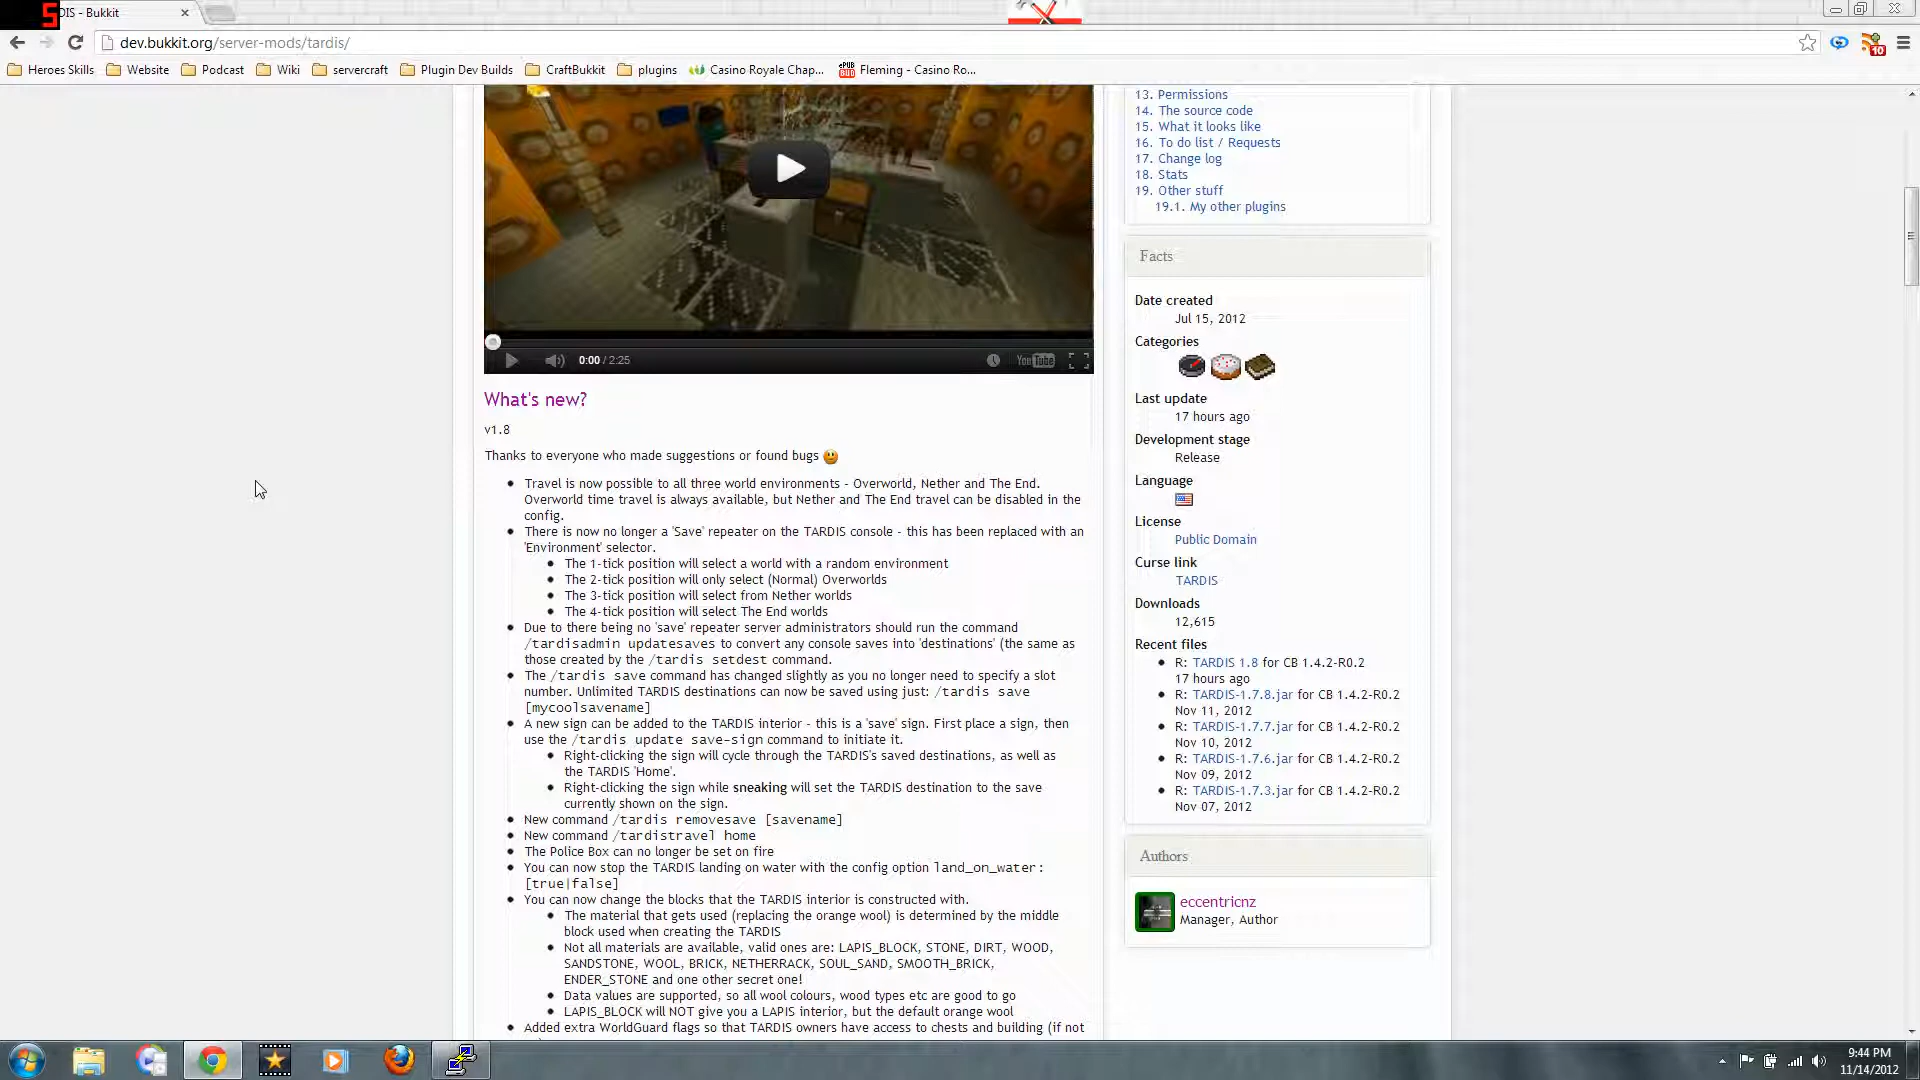 5
DIS - Bukkit
dev.bukkit.org/server-mods/tardis/
10
Heroes Skills
Website
Podcast
Wiki
servercraft
Plugin Dev Builds
CraftBukkit
plugins
Casino Royale Chap...
Fleming - Casino Ro...
0:00 / 2:25
YouTube
What's new?
v1.8
Thanks to everyone who made suggestions or found bugs
Travel is now possible to all three world environments - Overworld, Nether and The End.
Overworld time travel is always available, but Nether and The End travel can be disabled in the
config.
There is now no longer a 'Save' repeater on the TARDIS console - this has been replaced with an
'Environment' selector.
The 1-tick position will select a world with a random environment
The 2-tick position will only select (Normal) Overworlds
The 3-tick position will select from Nether worlds
The 4-tick position will select The End worlds
Due to there being no 'save' repeater server administrators should run the command
/tardisadmin updatesaves to convert any console saves into 'destinations' (the same as
those created by the /tardis setdest command.
The /tardis save command has changed slightly as you no longer need to specify a slot
number. Unlimited TARDIS destinations can now be saved using just: /tardis save
[mycoolsavename]
A new sign can be added to the TARDIS interior - this is a 'save' sign. First place a sign, then
use the /tardis update save-sign command to initiate it.
Right-clicking the sign will cycle through the TARDIS's saved destinations, as well as
the TARDIS 'Home'.
Right-clicking the sign while sneaking will set the TARDIS destination to the save
currently shown on the sign.
New command /tardis removesave [savename]
New command /tardistravel home
The Police Box can no longer be set on fire
You can now stop the TARDIS landing on water with the config option land_on_water:
[true|false]
You can now change the blocks that the TARDIS interior is constructed with.
The material that gets used (replacing the orange wool) is determined by the middle
block used when creating the TARDIS
Not all materials are available, valid ones are: LAPIS_BLOCK, STONE, DIRT, WOOD,
SANDSTONE, WOOL, BRICK, NETHERRACK, SOUL_SAND, SMOOTH_BRICK,
ENDER_STONE and one other secret one!
Data values are supported, so all wool colours, wood types etc are good to go
LAPIS_BLOCK will NOT give you a LAPIS interior, but the default orange wool
Added extra WorldGuard flags so that TARDIS owners have access to chests and building (if not
13. Permissions
14. The source code
15. What it looks like
16. To do list / Requests
17. Change log
18. Stats
19. Other stuff
19.1. My other plugins
Facts
Date created
Jul 15, 2012
Categories
Last update
17 hours ago
Development stage
Release
Language
License
Public Domain
Curse link
TARDIS
Downloads
12,615
Recent files
R: TARDIS 1.8 for CB 1.4.2-R0.2
17 hours ago
R: TARDIS-1.7.8.jar for CB 1.4.2-R0.2
Nov 11, 2012
R: TARDIS-1.7.7.jar for CB 1.4.2-R0.2
Nov 10, 2012
R: TARDIS-1.7.6.jar for CB 1.4.2-R0.2
Nov 09, 2012
R: TARDIS-1.7.3.jar for CB 1.4.2-R0.2
Nov 07, 2012
Authors
eccentricnz
Manager, Author
9:44 PM
11/14/2012